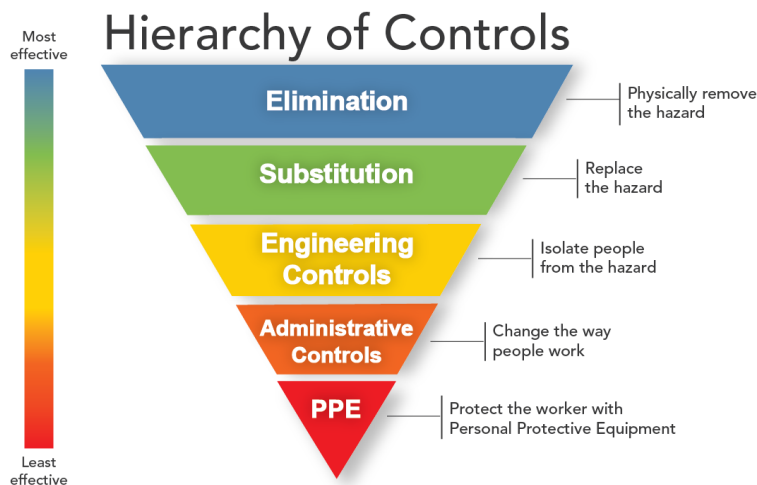 Hierarchy of Controls
Most
effective
Elimination
Physically remove
the hazard
Substitution
Replace
the hazard
Engineering
Controls
Isolate people
from the hazard
Administrative
Controls
Change the way
people work
PPE
Protect the worker with
Personal Protective Equipment
Least
effective